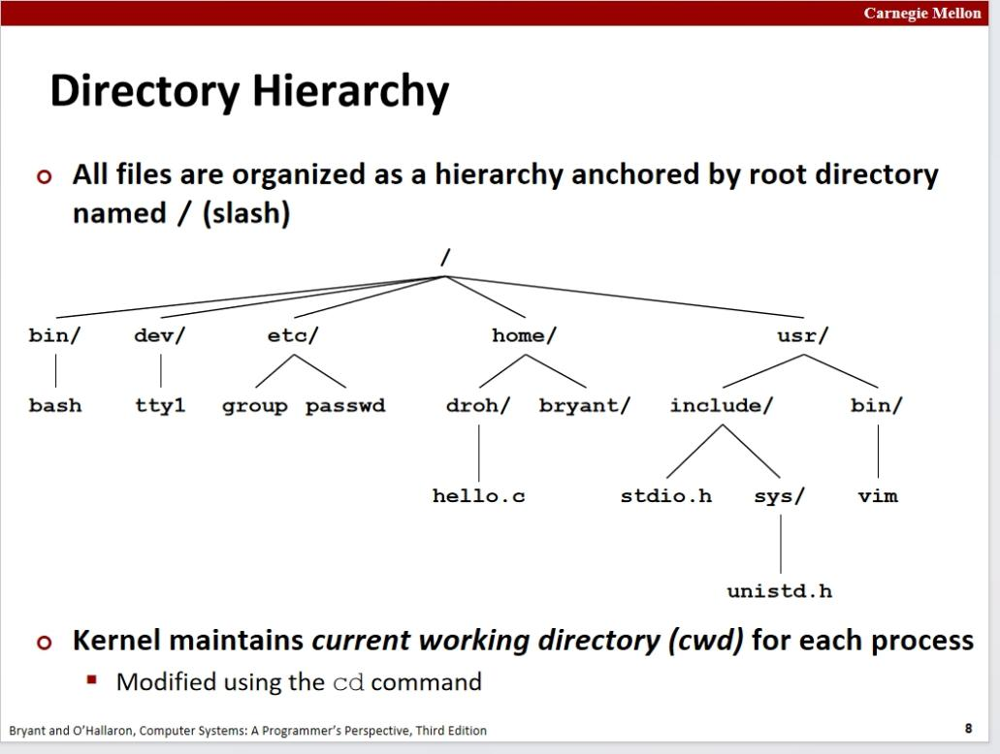 Carnegie Mellon
Directory Hierarchy
All files are organized as a hierarchy anchored by root directory
named / (slash)
/
bin/ dev/ etc/ home/ usr/
bash tty1 group passwd droh/ bryant/ include/ bin/
hello.c stdio.h sys/ vim
unistd.h
Kernel maintains current working directory (cwd) for each process
Modified using the cd command
Bryant and O'Hallaron, Computer Systems: A Programmer's Perspective, Third Edition
8